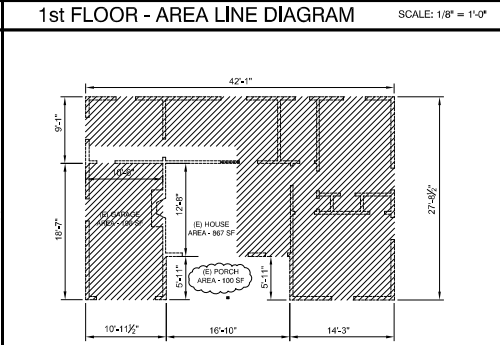 1st FLOOR - AREA LINE DIAGRAM
SCALE: 1/8" = 1'-0"
42'-1"
9'-1"
27'-8½"
12'-8"
(E) GARAGE
(E) HOUSE
AREA - 867 SF
18'-7"
(E) PORCH
AREA - 100 SF
5'-11"
5'-11"
10'-11½"
16'-10"
14'-3"